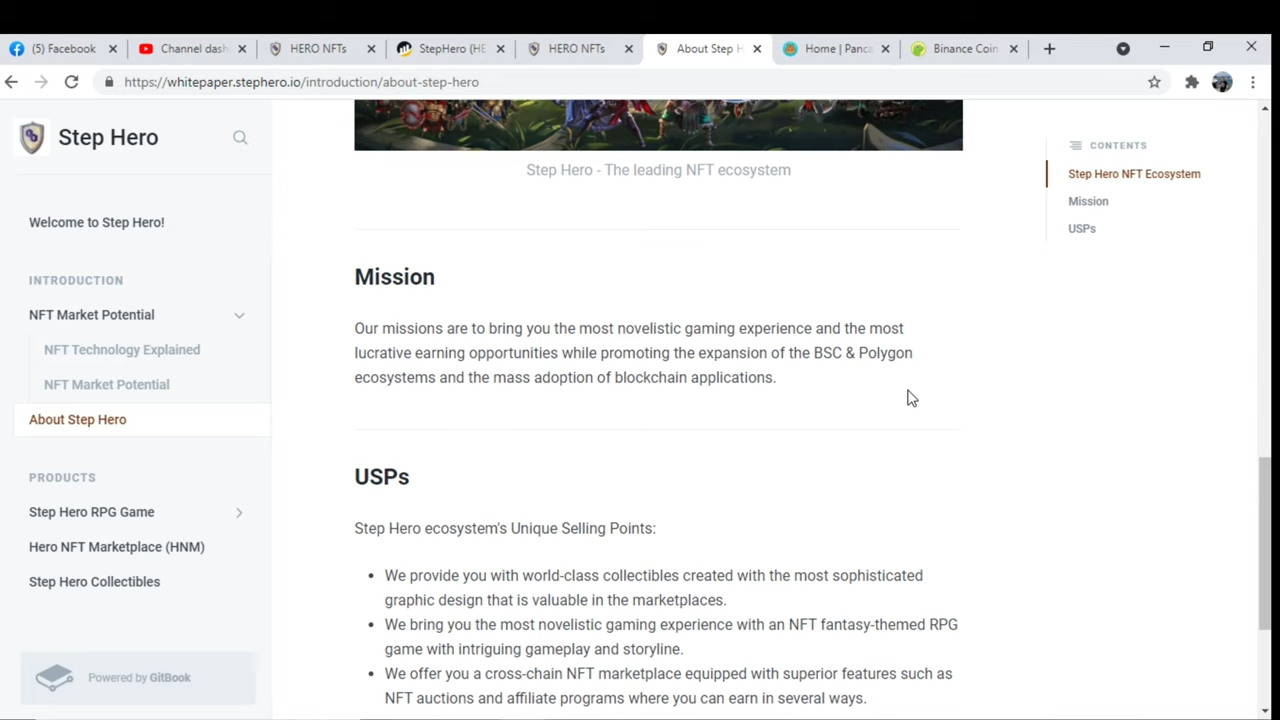 (5) Facebook
Channel dash
HERO NFTs
StepHero (HE
HERO NFTs
About Step H
Home | Panca
Binance Coin
https://whitepaper.stephero.io/introduction/about-step-hero
Step Hero
Welcome to Step Hero!
INTRODUCTION
NFT Market Potential
NFT Technology Explained
NFT Market Potential
About Step Hero
PRODUCTS
Step Hero RPG Game
Hero NFT Marketplace (HNM)
Step Hero Collectibles
Powered by GitBook
Step Hero - The leading NFT ecosystem
Mission
Our missions are to bring you the most novelistic gaming experience and the most
lucrative earning opportunities while promoting the expansion of the BSC & Polygon
ecosystems and the mass adoption of blockchain applications.
USPs
Step Hero ecosystem's Unique Selling Points:
• We provide you with world-class collectibles created with the most sophisticated
graphic design that is valuable in the marketplaces.
• We bring you the most novelistic gaming experience with an NFT fantasy-themed RPG
game with intriguing gameplay and storyline.
• We offer you a cross-chain NFT marketplace equipped with superior features such as
NFT auctions and affiliate programs where you can earn in several ways.
CONTENTS
Step Hero NFT Ecosystem
Mission
USPs